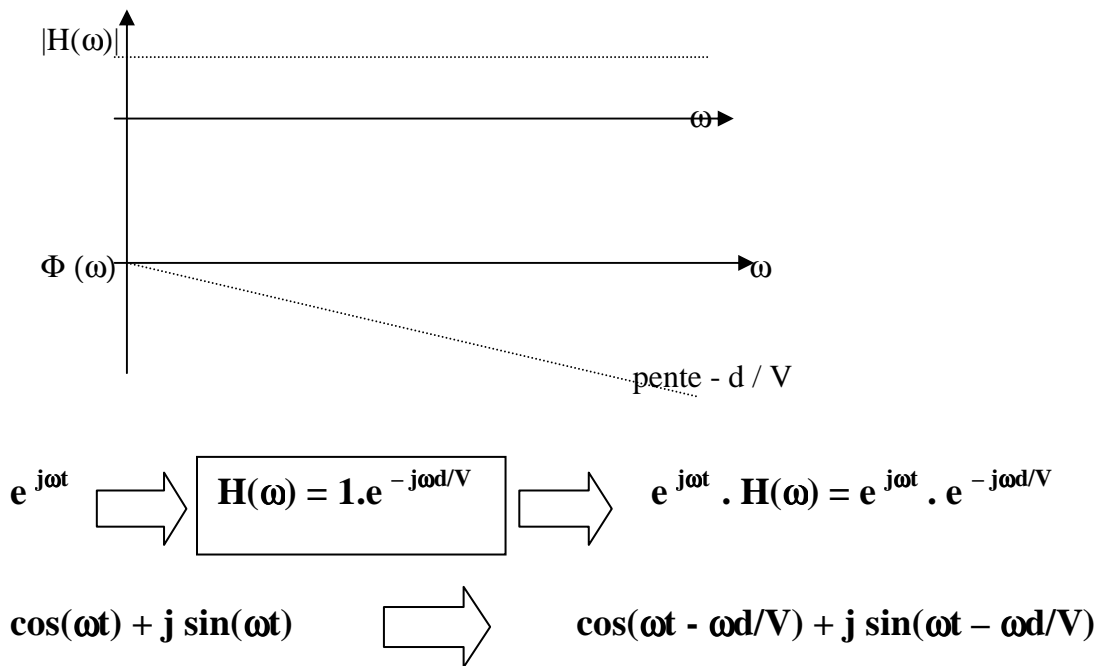 |H(ω)|
ω
Φ (ω)
ω
pente - d / V
e ^jωt H(ω) = 1.e ^– jωd/V e ^jωt . H(ω) = e ^jωt . e ^–jωd/V
cos(ωt) + j sin(ωt) cos(ωt - ωd/V) + j sin(ωt – ωd/V)